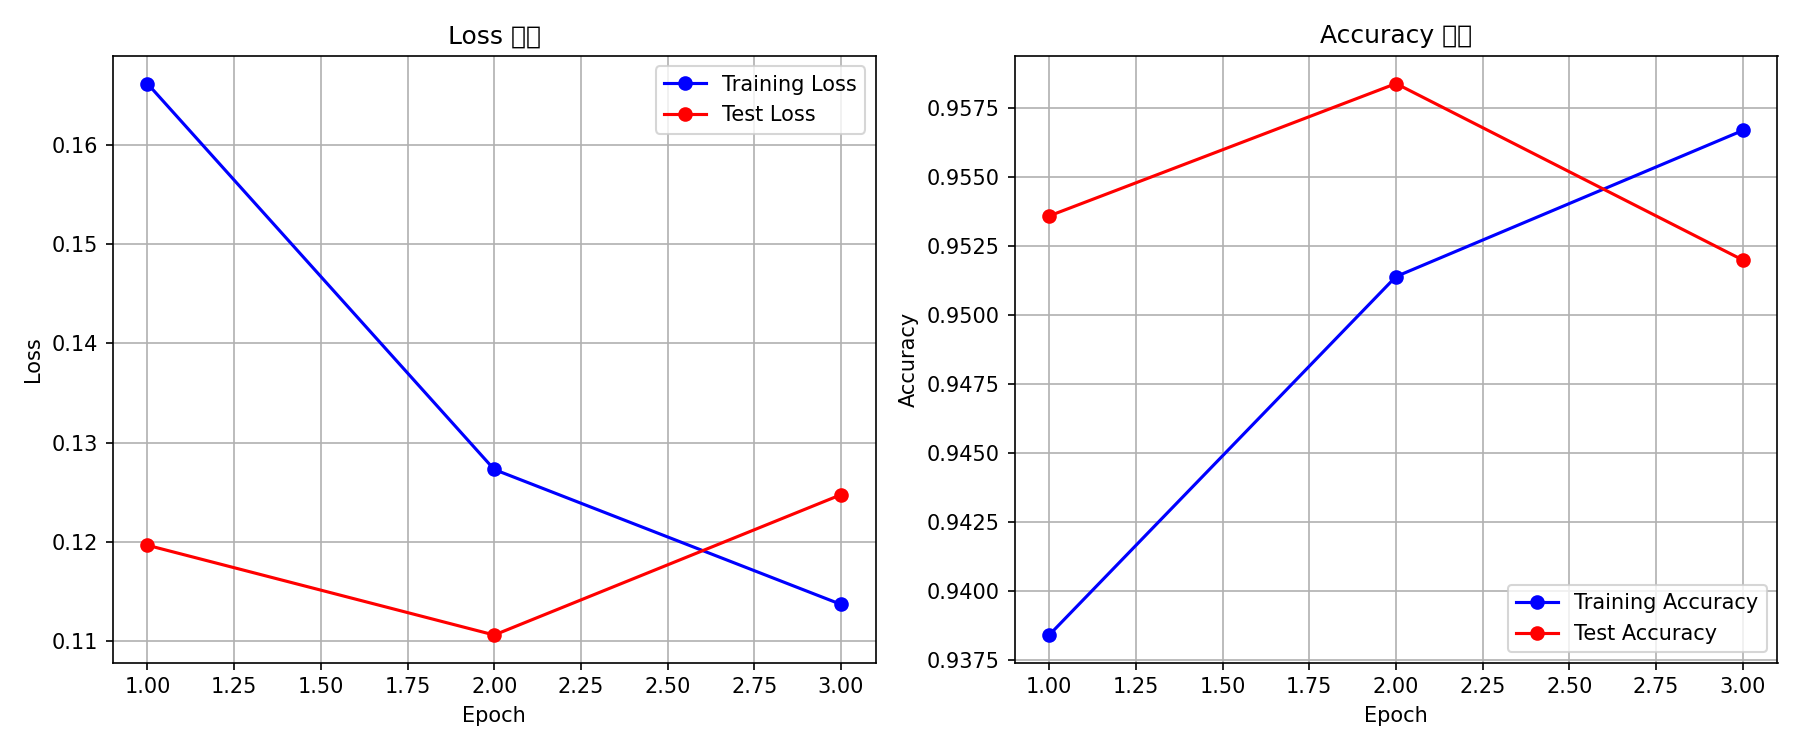 Loss
Training Loss
Test Loss
0.16
0.15
0.14
0.13
0.12
0.11
Loss
1.00 1.25 1.50 1.75 2.00 2.25 2.50 2.75 3.00
Epoch
Accuracy
0.9575
0.9550
0.9525
0.9500
0.9475
0.9450
0.9425
0.9400
0.9375
Accuracy
Training Accuracy
Test Accuracy
1.00 1.25 1.50 1.75 2.00 2.25 2.50 2.75 3.00
Epoch